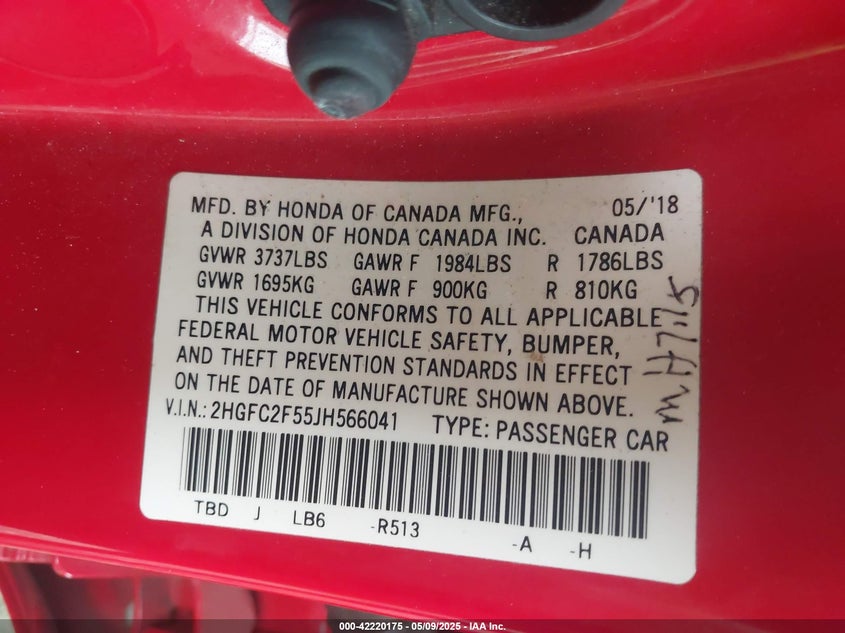 MFD. BY HONDA OF CANADA MFG., 05/'18
A DIVISION OF HONDA CANADA INC. CANADA
GVWR 3737LBS GAWR F 1984LBS R 1786LBS
GVWR 1695KG GAWR F 900KG R 810KG
THIS VEHICLE CONFORMS TO ALL APPLICABLE
FEDERAL MOTOR VEHICLE SAFETY, BUMPER,
AND THEFT PREVENTION STANDARDS IN EFFECT
ON THE DATE OF MANUFACTURE SHOWN ABOVE.
V.I.N.: 2HGFC2F55JH566041 TYPE: PASSENGER CAR
TBD J LB6 -R513 -A -H
000-42220175 - 05/09/2025 - IAA Inc.